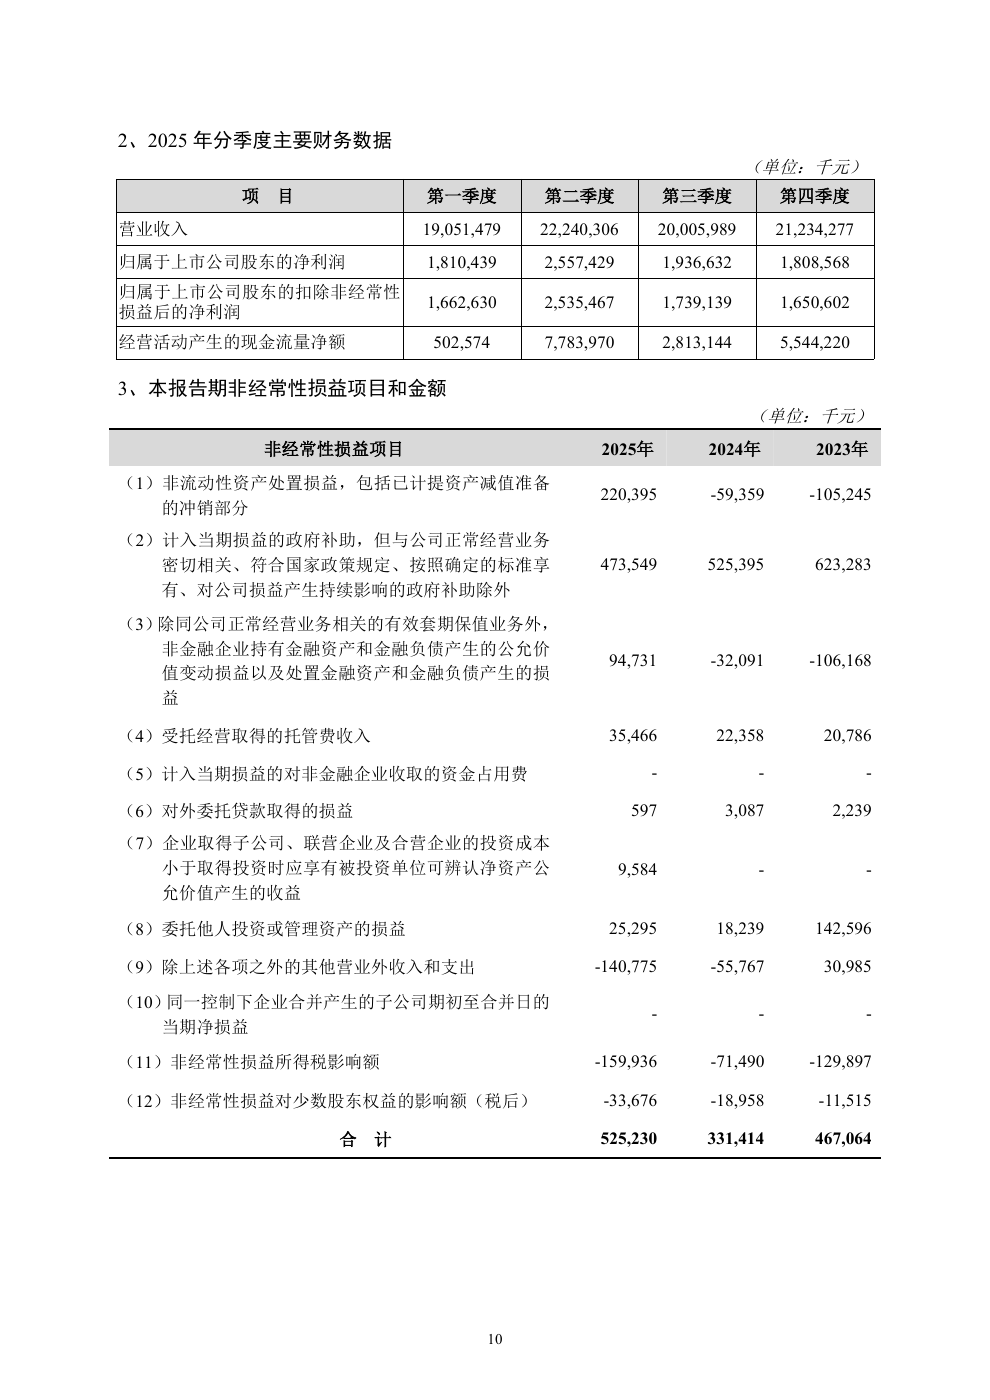 2、2025 年分季度主要财务数据
（单位：千元）
项 目 第一季度 第二季度 第三季度 第四季度
营业收入 19,051,479 22,240,306 20,005,989 21,234,277
归属于上市公司股东的净利润 1,810,439 2,557,429 1,936,632 1,808,568
归属于上市公司股东的扣除非经常性
损益后的净利润 1,662,630 2,535,467 1,739,139 1,650,602
经营活动产生的现金流量净额 502,574 7,783,970 2,813,144 5,544,220
3、本报告期非经常性损益项目和金额
（单位：千元）
非经常性损益项目 2025年 2024年 2023年
（1）非流动性资产处置损益，包括已计提资产减值准备
的冲销部分 220,395 -59,359 -105,245
（2）计入当期损益的政府补助，但与公司正常经营业务
密切相关、符合国家政策规定、按照确定的标准享 473,549 525,395 623,283
有、对公司损益产生持续影响的政府补助除外
（3）除同公司正常经营业务相关的有效套期保值业务外，
非金融企业持有金融资产和金融负债产生的公允价
值变动损益以及处置金融资产和金融负债产生的损 94,731 -32,091 -106,168
益
（4）受托经营取得的托管费收入 35,466 22,358 20,786
（5）计入当期损益的对非金融企业收取的资金占用费 - - -
（6）对外委托贷款取得的损益 597 3,087 2,239
（7）企业取得子公司、联营企业及合营企业的投资成本
小于取得投资时应享有被投资单位可辨认净资产公 9,584 - -
允价值产生的收益
（8）委托他人投资或管理资产的损益 25,295 18,239 142,596
（9）除上述各项之外的其他营业外收入和支出 -140,775 -55,767 30,985
（10）同一控制下企业合并产生的子公司期初至合并日的
当期净损益 - - -
（11）非经常性损益所得税影响额 -159,936 -71,490 -129,897
（12）非经常性损益对少数股东权益的影响额（税后） -33,676 -18,958 -11,515
合 计 525,230 331,414 467,064
10